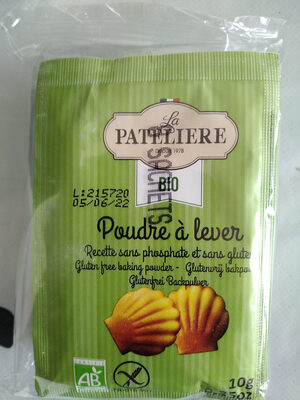 La
PATELIERE
DEPUIS 1978
SACHETS
BIO
L:215720
05/06/22
Poudre à lever
Recette sans phosphate et sans gluten
Gluten free baking powder - Glutenvrij bakpoe
Glutenfrei Backpulver
10g
CERTIFIÉ
AB